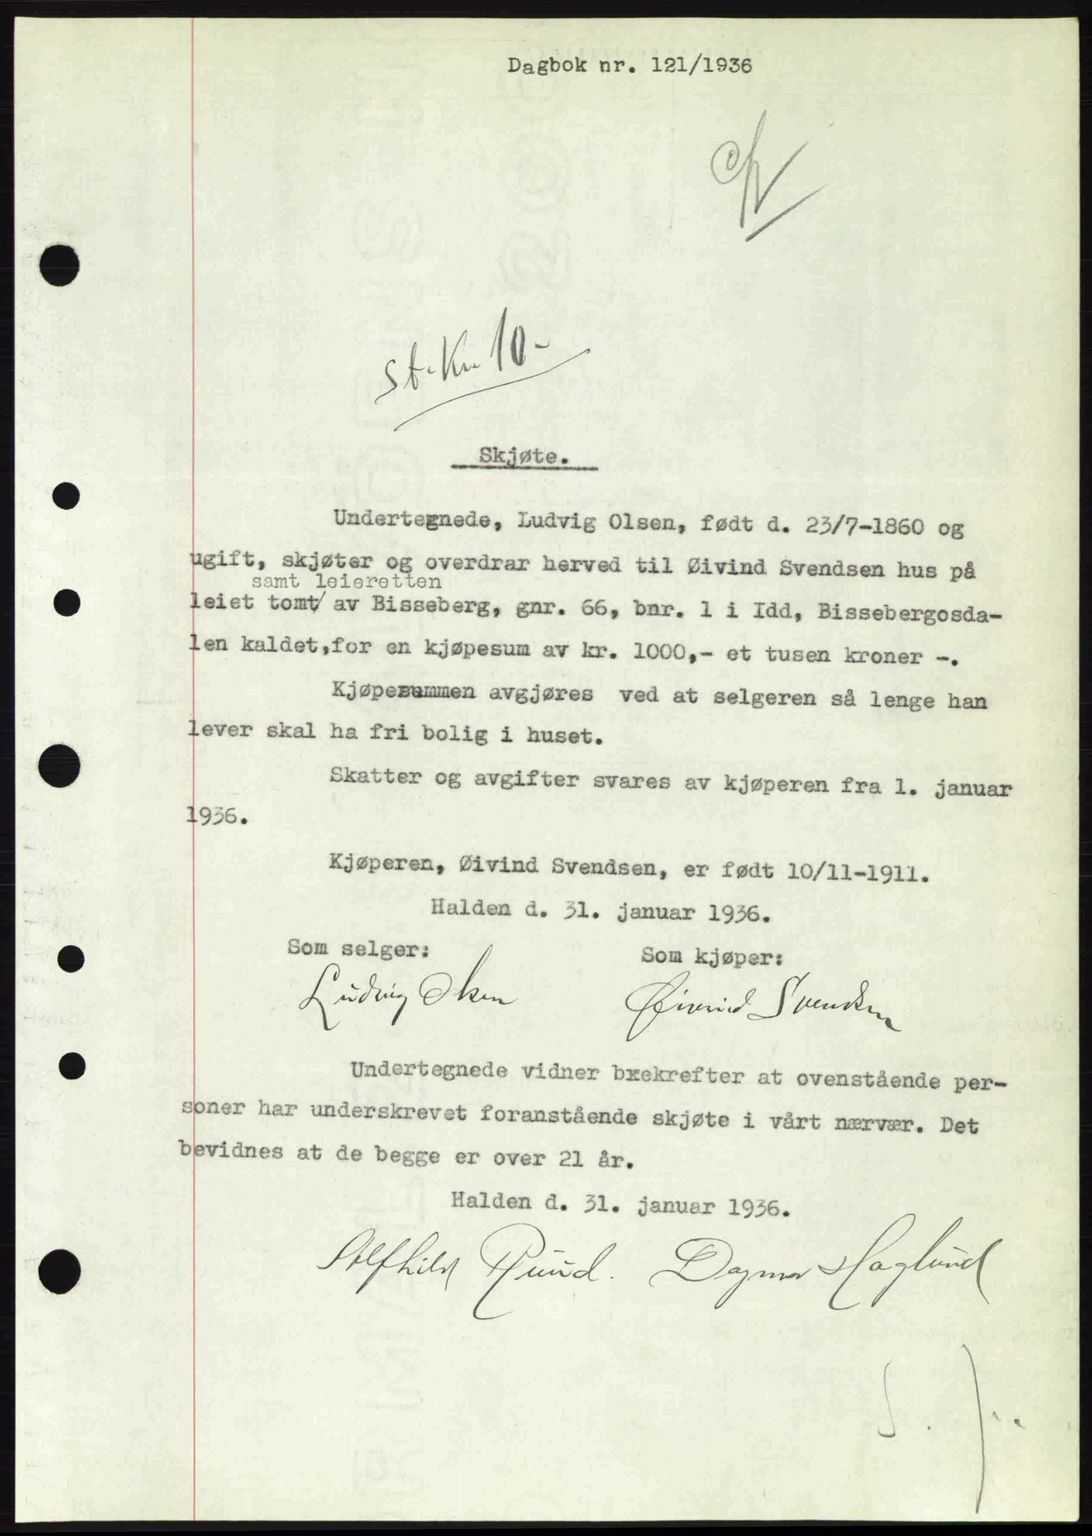 Dagbok nr. 121/1936
St. Kr. 10-
Skjøte.
Undertegnede, Ludvig Olsen, født d. 23/7-1860 og
ugift, skjøter og overdrar herved til Øivind Svendsen hus på
samt leieretten
leiet tomt/ av Bisseberg, gnr. 66, bnr. 1 i Idd, Bissebergosda-
len kaldet,for en kjøpesum av kr. 1000,- et tusen kroner -.
Kjøpesummen avgjøres ved at selgeren så lenge han
lever skal ha fri bolig i huset.
Skatter og avgifter svares av kjøperen fra 1. januar
1936.
Kjøperen, Øivind Svendsen, er født 10/11-1911.
Halden d. 31. januar 1936.
Som selger: Som kjøper:
Ludvig Olsen Øivind Svendsen
Undertegnede vidner bxekrefter at ovenstående per-
soner har underskrevet foranstående skjøte i vårt nærvær. Det
bevidnes at de begge er over 21 år.
Halden d. 31. januar 1936.
Alfhild Ruud. Dagmar Haglund